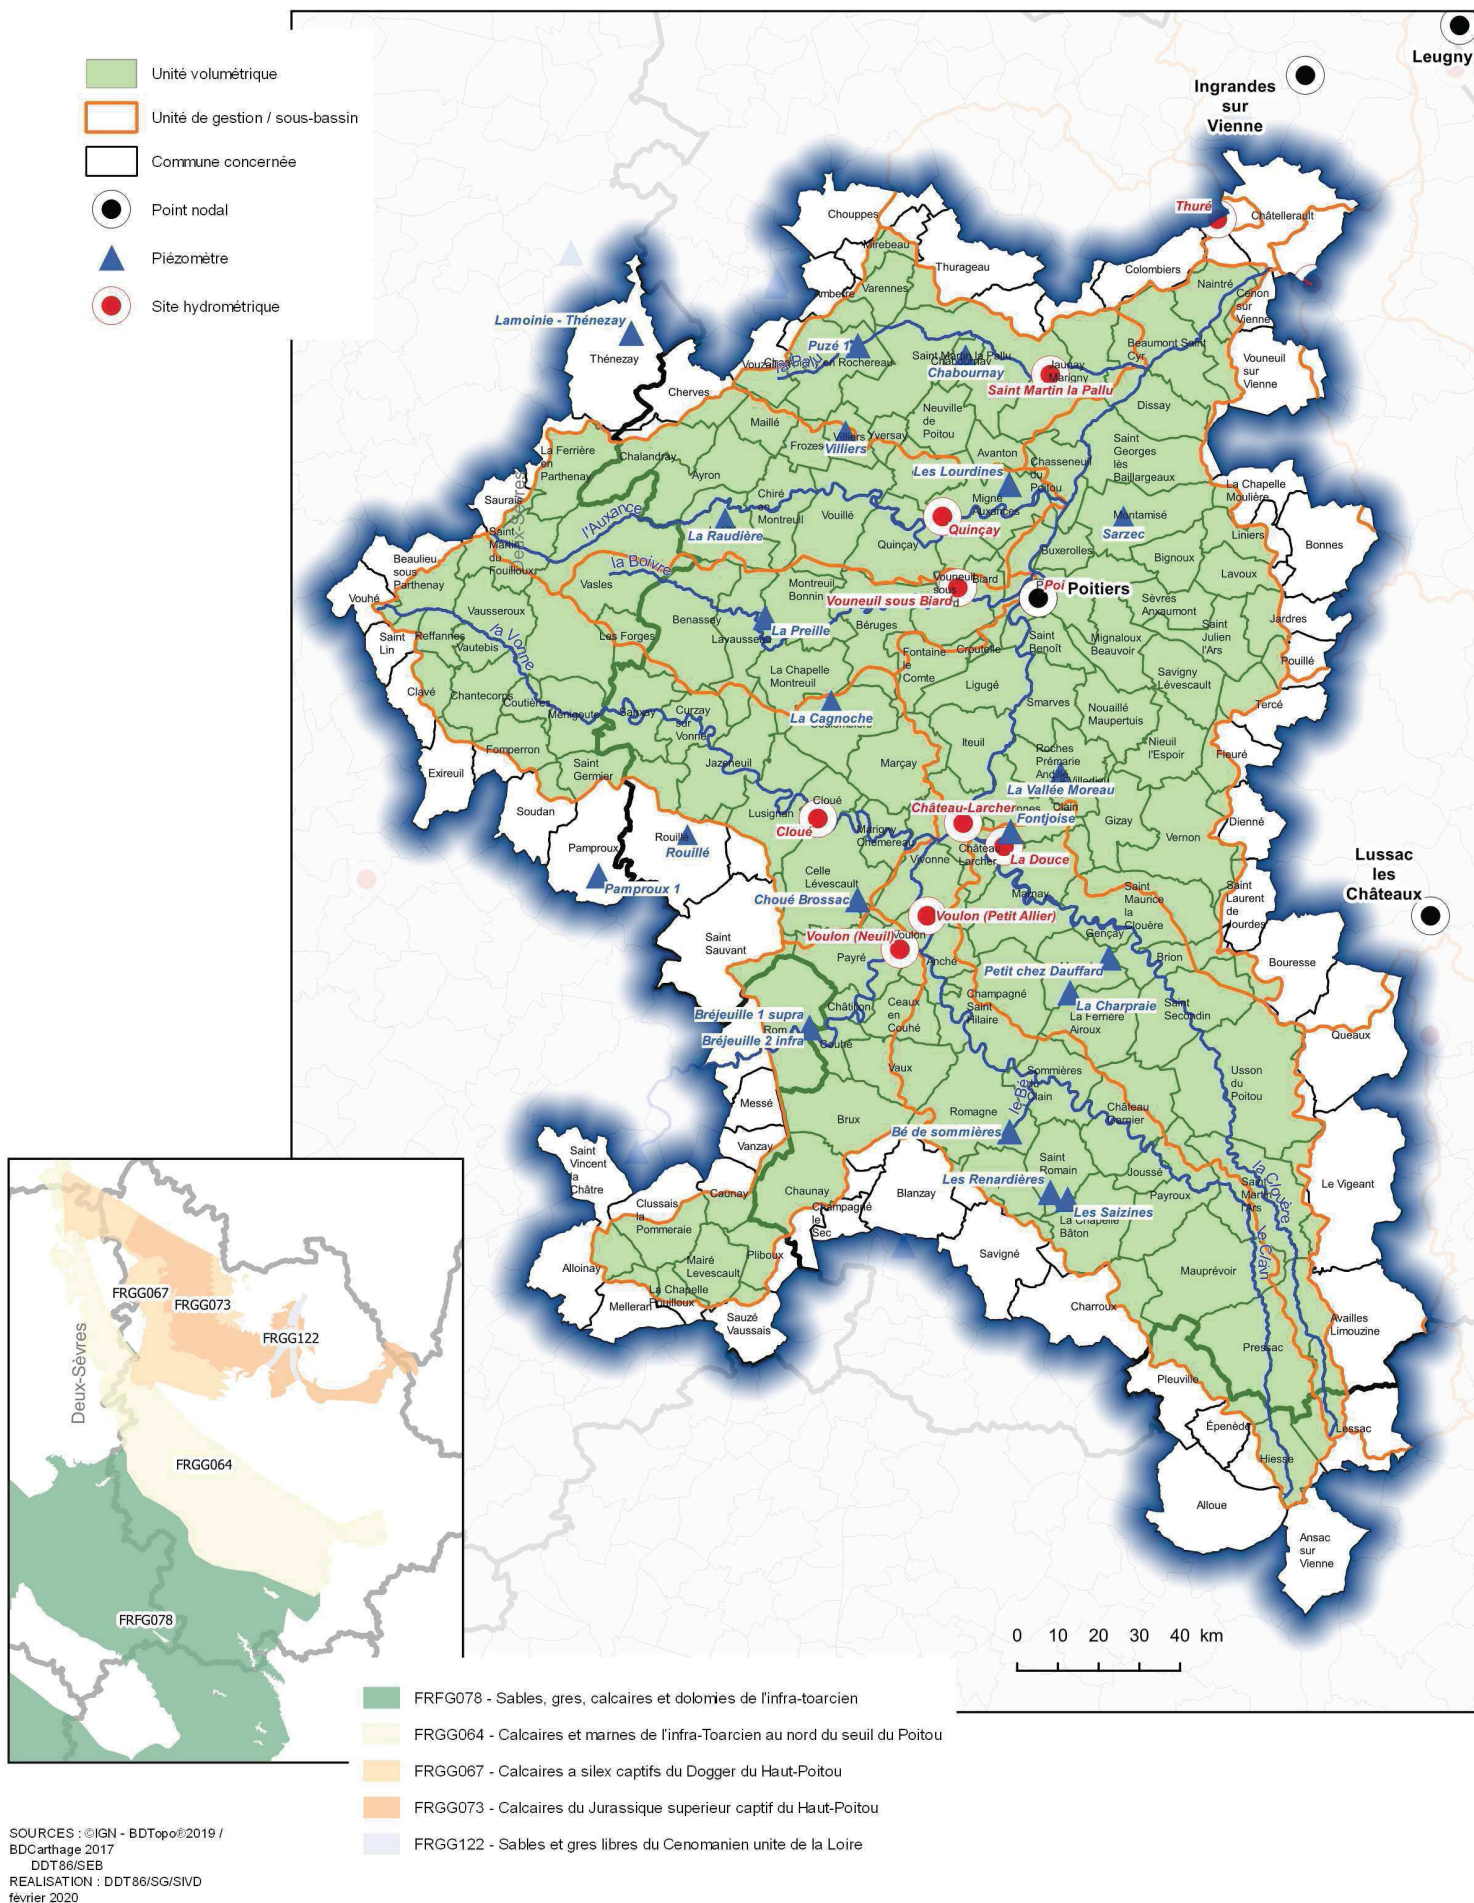 Unité volumétrique
Unité de gestion / sous-bassin
Commune concernée
Point nodal
Piézomètre
Site hydrométrique
Leugny
Ingrandes
sur
Vienne
Thuré
Châtellerault
Chouppes
Mirebeau
Thurageau
Colombiers
Naintré
Cenon
sur
Vienne
Varennes
Lamoinie - Thénezay
Thénezay
Puzé 1
en Rochereau
la Palu
Saint Martin la Pallu
Chabournay
Chabournay
Jaunay
Marigny
Saint Martin la Pallu
Beaumont Saint
Cyr
Vouneuil
sur
Vienne
Cherves
Dissay
Maillé
Neuville
de
Poitou
Frozes
Villiers
Villiers
Yversay
Avanton
Saint
Georges
lès
Baillargeaux
La Ferrière
en
Parthenay
Chalandray
Ayron
Les Lourdines
Chasseneuil
du
Poitou
La Chapelle
Moulière
Saurais
Deux-Sèvres
Chiré
en
Montreuil
Vouillé
Migné
Auxances
l'Auxance
La Raudière
Quinçay
Quinçay
Montamisé
Sarzec
Liniers
Bonnes
Saint
Martin
du
Fouilloux
Beaulieu
sous
Parthenay
la Boivre
Buxerolles
Bignoux
Lavoux
Vouhé
Vasles
Montreuil
Bonnin
Vouneuil
sous
Biard
Vouneuil sous Biard
Poi
Poitiers
Sèvres
Anxaumont
Vausseroux
la Vonne
Benassay
La Preille
Béruges
Saint
Julien
l'Ars
Jardres
Saint
Lin
Reffannes
Vautebis
Les Forges
Layausseau
Fontaine
le
Comte
Croutelle
Saint
Benoît
Mignaloux
Beauvoir
Pouillé
La Chapelle
Montreuil
Ligugé
Savigny
Lévescault
Clavé
Chantecorps
Coutières
Ménigoute
Sanxay
Curzay
sur
Vonne
La Cagnoche
Smarves
Nouaillé
Maupertuis
Tercé
Fomperron
Exireuil
Saint
Germier
Jazeneuil
Marçay
Iteuil
Roches
Prémarie
Andillé
Nieuil
l'Espoir
Fleuré
La Vallée Moreau
Soudan
Lusignan
Cloué
Cloué
Château-Larcher
Clain
Fontjoise
Gizay
Dienné
Pamproux
Rouillé
Rouillé
Marigny
Chemereau
Vivonne
Château
Larcher
La Douce
Vernon
Lussac
les
Châteaux
Pamproux 1
Celle
Lévescault
Choué Brossac
Marnay
Saint
Maurice
la
Clouère
Saint
Laurent
de
Jourdes
Voulon (Petit Allier)
Voulon (Neuil)
Voulon
Saint
Sauvant
Payré
Anché
Gençay
Brion
Bouresse
Petit chez Dauffard
La Charpraie
Champagné
Saint
Hilaire
Châtillon
Ceaux
en
Couhé
La Ferrière
Airoux
Saint
Secondin
Bréjeuille 1 supra
Rom
Bréjeuille 2 infra
Couhé
Queaux
Vaux
Sommières
du
Clain
Usson
du
Poitou
Messé
Brux
Romagne
le Bé
Château
Garnier
Bé de sommières
Vanzay
Saint
Vincent
la
Châtre
Saint
Romain
Joussé
la Clouère
Les Renardières
Les Saizines
Payroux
Saint
Martin
l'Ars
Le Vigeant
Caunay
Chaunay
Blanzay
Clussais
la
Pommeraie
Champagné
le
Sec
La Chapelle
Bâton
Savigné
le Clain
Alloinay
Mairé
Levescault
Pliboux
Mauprévoir
La Chapelle
Pouilloux
Melleran
Sauzé
Vaussais
Charroux
Availles
Limouzine
Pressac
Pleuville
Épenède
Lessac
Hiesse
Alloue
Ansac
sur
Vienne
FRGG067
FRGG073
FRGG122
Deux-Sèvres
FRGG064
FRFG078
0 10 20 30 40 km
FRFG078 - Sables, gres, calcaires et dolomies de l'infra-toarcien
FRGG064 - Calcaires et marnes de l'infra-Toarcien au nord du seuil du Poitou
FRGG067 - Calcaires a silex captifs du Dogger du Haut-Poitou
FRGG073 - Calcaires du Jurassique superieur captif du Haut-Poitou
FRGG122 - Sables et gres libres du Cenomanien unite de la Loire
SOURCES : ©IGN - BDTopo®2019 /
BDCarthage 2017
DDT86/SEB
REALISATION : DDT86/SG/SIVD
février 2020